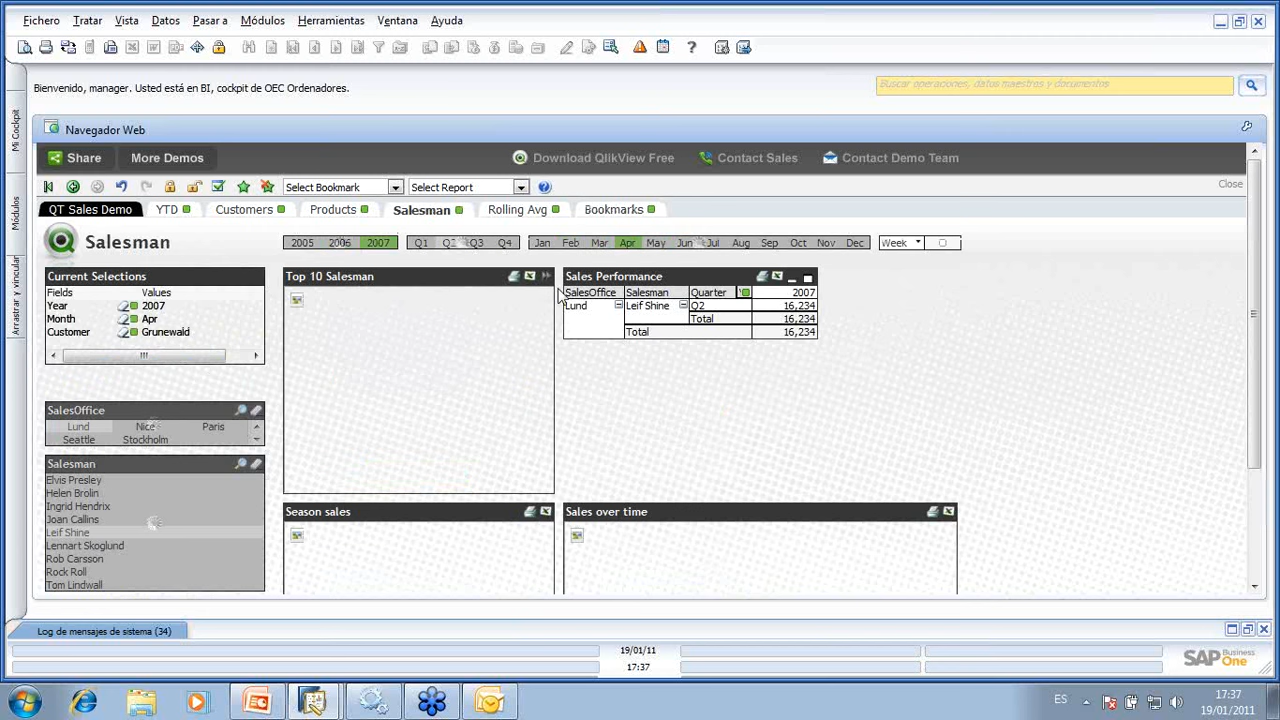 Fichero Tratar Vista Datos Pasar a Módulos Herramientas Ventana Ayuda
Bienvenido, manager. Usted está en BI, cockpit de OEC Ordenadores.
Buscar operaciones, datos maestros y documentos
Mi Cockpit
Módulos
Arrastrar y vincular
Navegador Web
Share More Demos Download QlikView Free Contact Sales Contact Demo Team
Select Bookmark Select Report Close
QT Sales Demo YTD Customers Products Salesman Rolling Avg Bookmarks
Salesman
2005 2006 2007 Q1 Q2 Q3 Q4 Jan Feb Mar Apr May Jun Jul Aug Sep Oct Nov Dec Week
Current Selections
Fields Values
Year 2007
Month Apr
Customer Grunewald
SalesOffice
Lund Nice Paris
Seattle Stockholm
Salesman
Elvis Presley
Helen Brolin
Ingrid Hendrix
Joan Callins
Leif Shine
Lennart Skoglund
Rob Carsson
Rock Roll
Tom Lindwall
Top 10 Salesman
Sales Performance
SalesOffice Salesman Quarter 2007
Lund Leif Shine Q2 16,234
Total 16,234
Total 16,234
Season sales
Sales over time
Log de mensajes de sistema (34)
19/01/11
17:37
SAP Business One
ES
17:37
19/01/2011